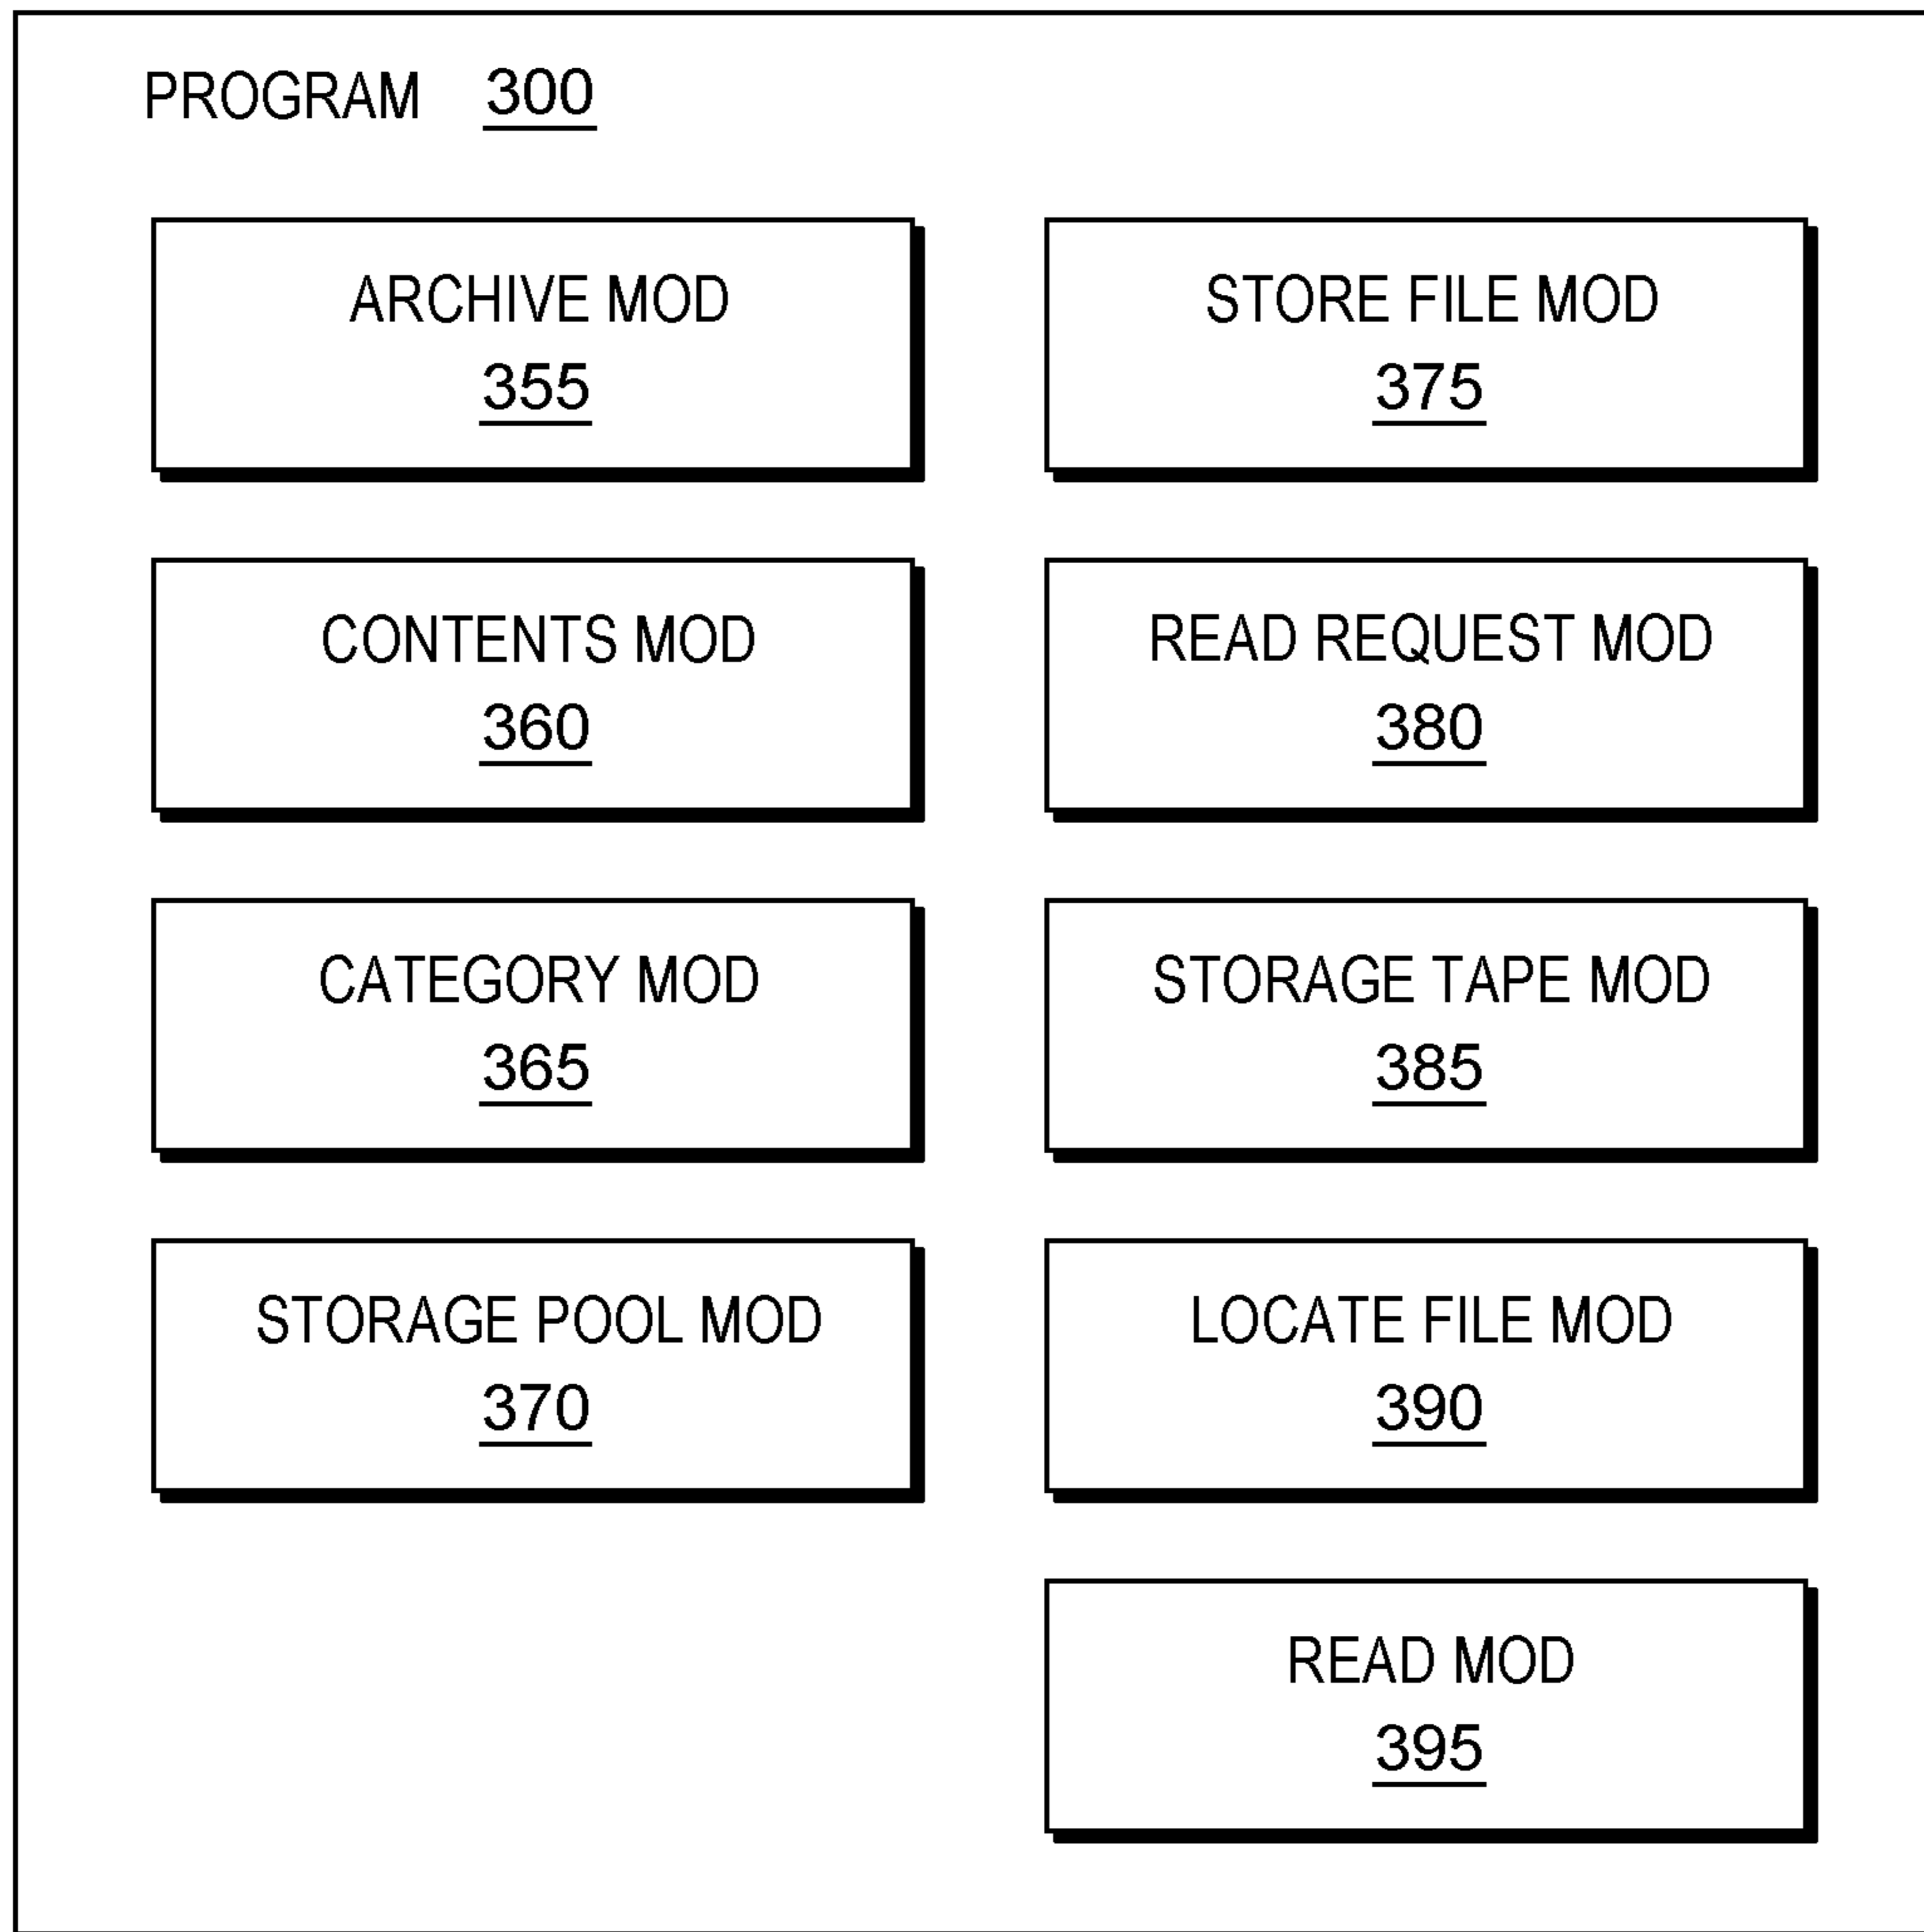 PROGRAM 300
ARCHIVE MOD
355
CONTENTS MOD
360
CATEGORY MOD
365
STORAGE POOL MOD
370
STORE FILE MOD
375
READ REQUEST MOD
380
STORAGE TAPE MOD
385
LOCATE FILE MOD
390
READ MOD
395